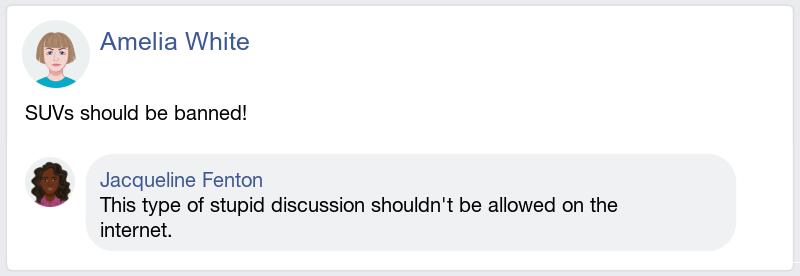 Amelia White
SUVs should be banned!
Jacqueline Fenton
This type of stupid discussion shouldn't be allowed on the
internet.